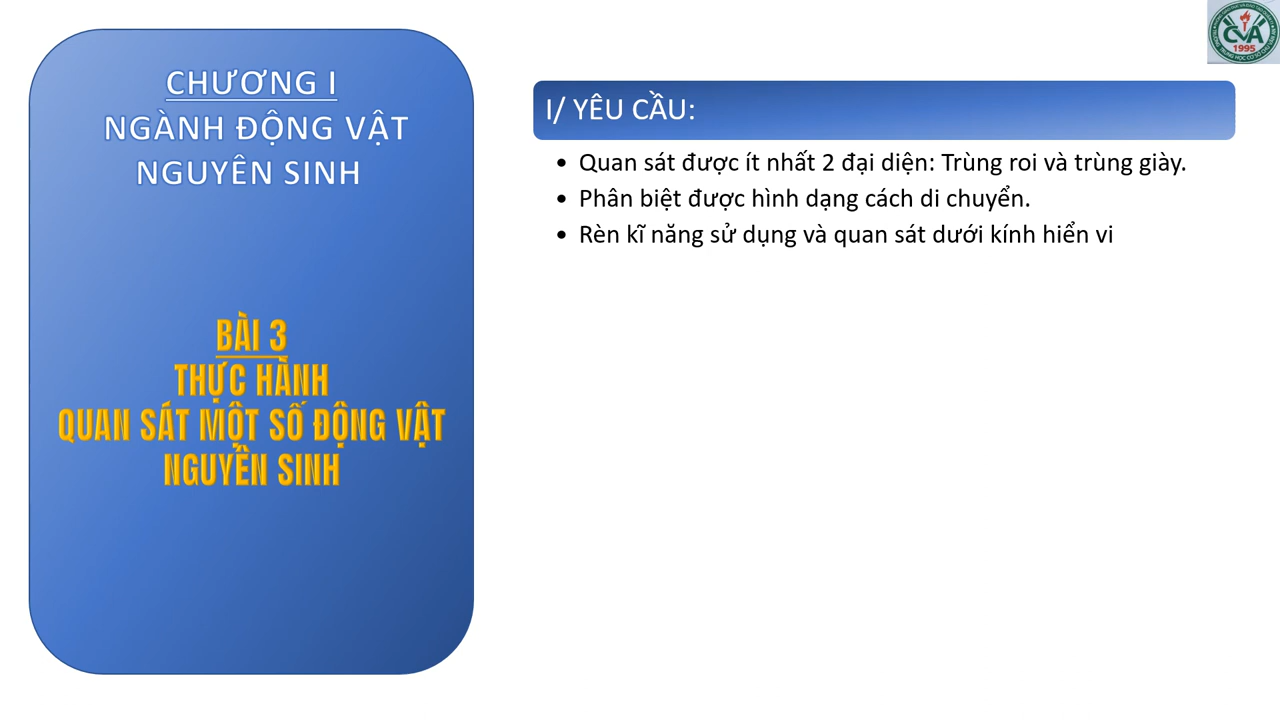 CHƯƠNG I
NGÀNH ĐỘNG VẬT
NGUYÊN SINH
BÀI 3
THỰC HÀNH
QUAN SÁT MỘT SỐ ĐỘNG VẬT
NGUYÊN SINH
I/ YÊU CẦU:
• Quan sát được ít nhất 2 đại diện: Trùng roi và trùng giày.
• Phân biệt được hình dạng cách di chuyển.
• Rèn kĩ năng sử dụng và quan sát dưới kính hiển vi
CVA
1995